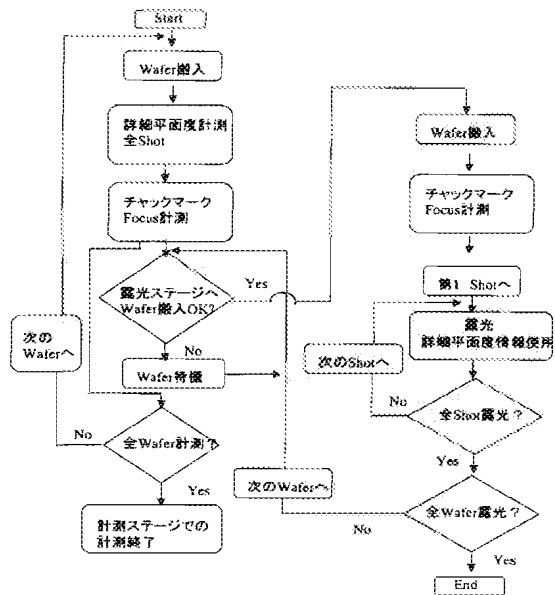 Start
Wafer搬入
詳細平面度計測
全Shot
チャックマーク
Focus計測
露光ステージへ
Wafer搬入OK?
Yes
No
Wafer待機
次の
Waferへ
全Wafer計測?
No
Yes
計測ステージでの
計測終了
Wafer搬入
チャックマーク
Focus計測
第1 Shotへ
露光
詳細平面度情報使用
次のShotへ
No
全Shot露光?
Yes
次のWaferへ
全Wafer露光?
No
Yes
End